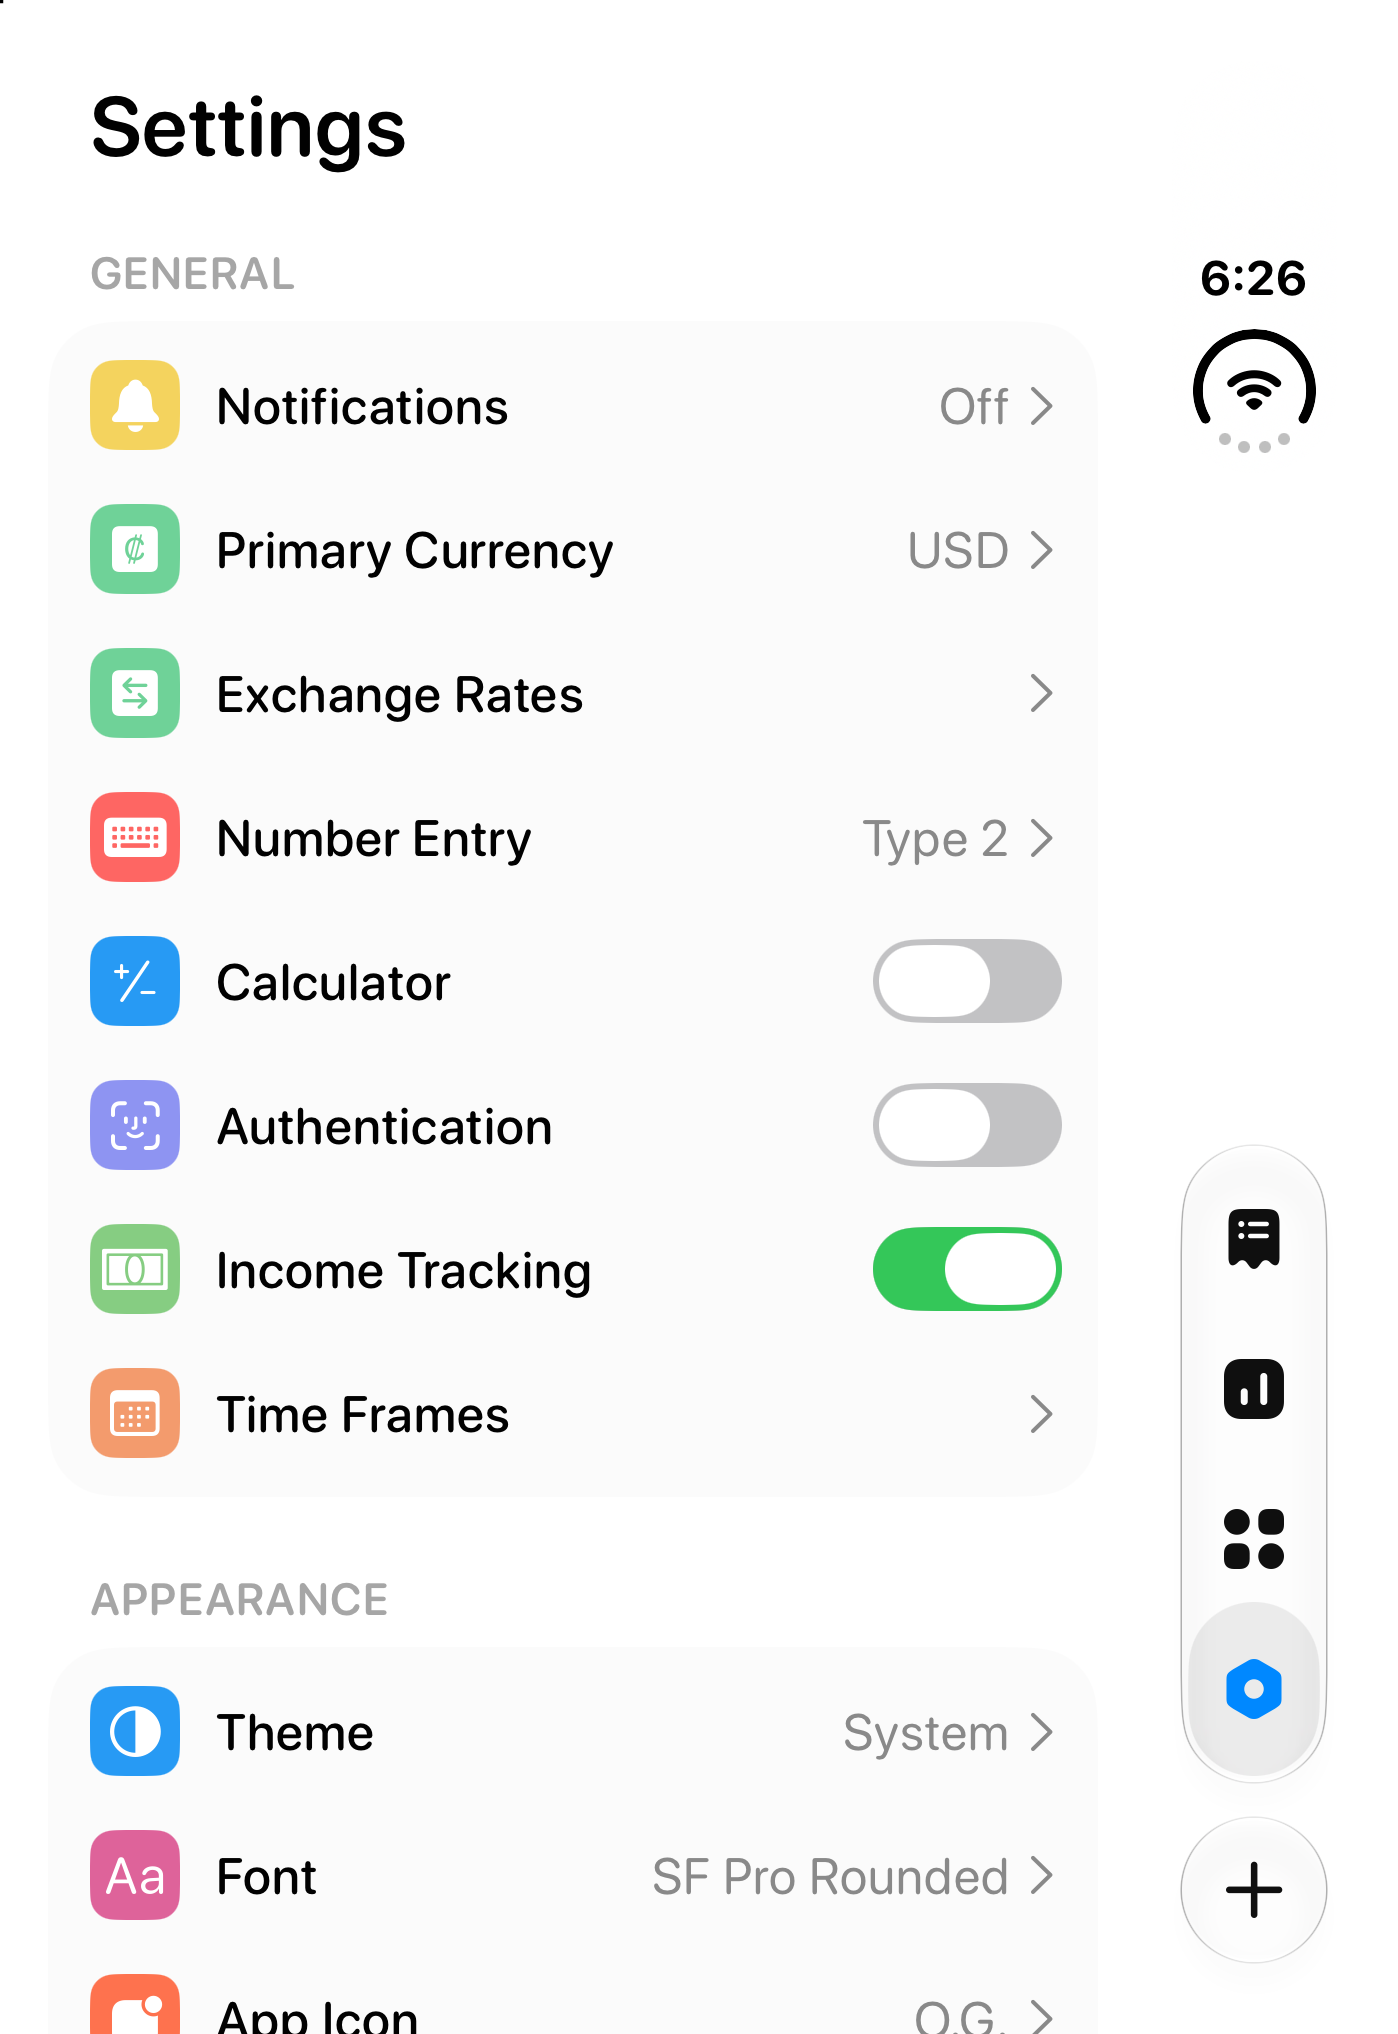 Settings
GENERAL
6:26
Notifications Off
Primary Currency USD
Exchange Rates
Number Entry Type 2
Calculator
Authentication
Income Tracking
Time Frames
APPEARANCE
Theme System
Aa Font SF Pro Rounded
App Icon O.G.